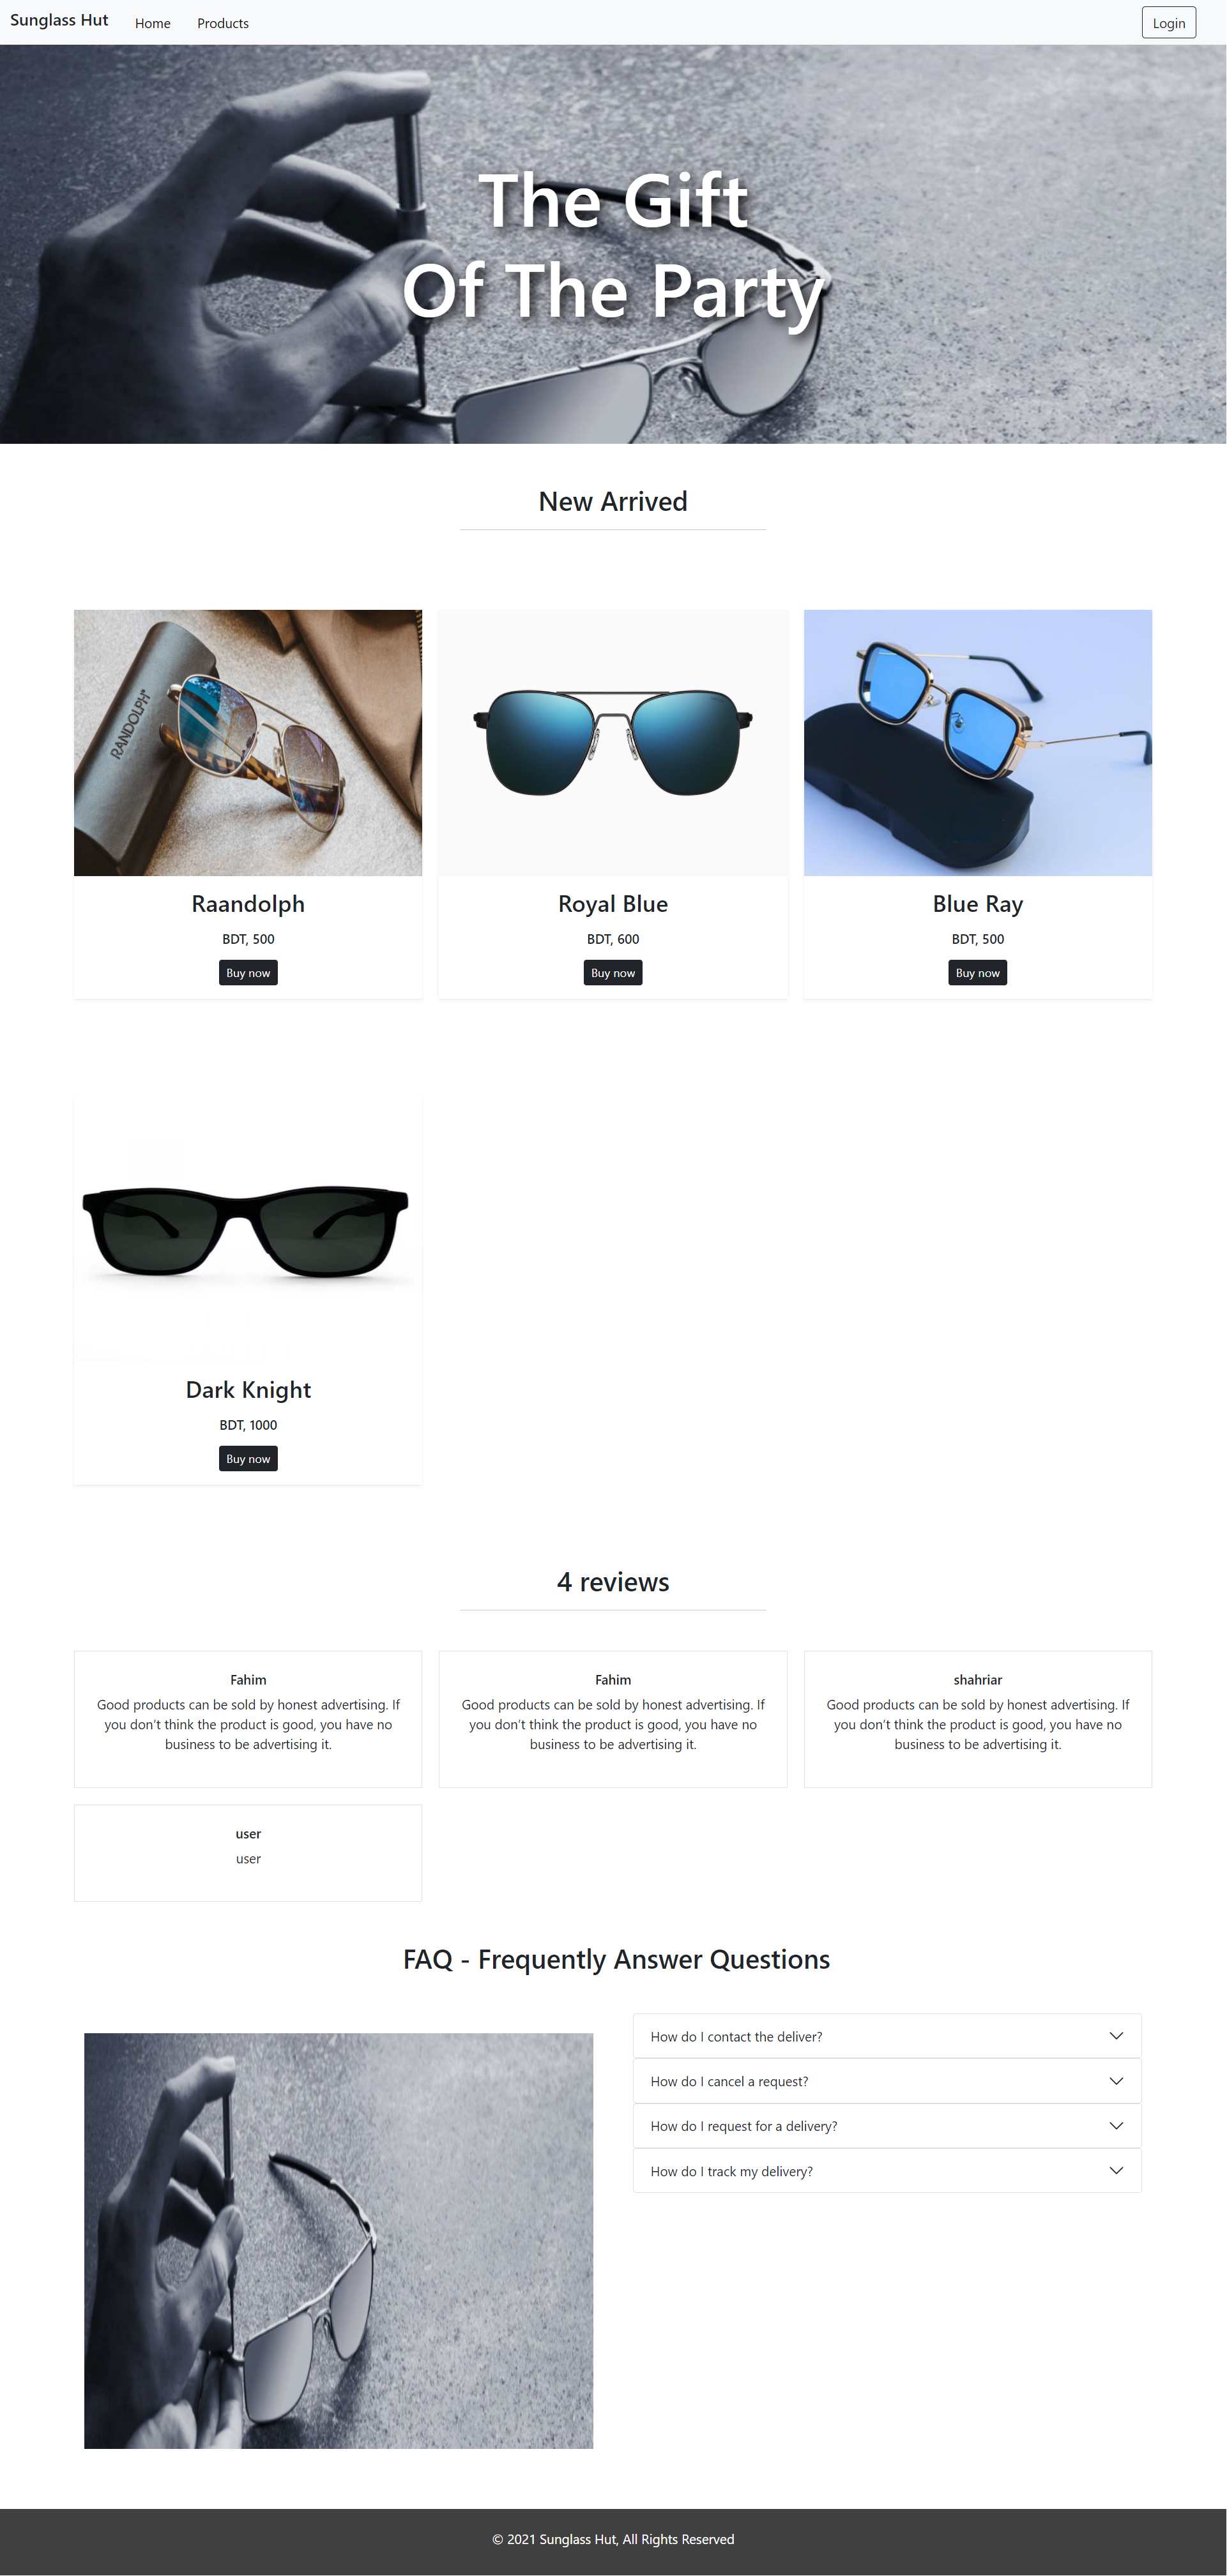 Sunglass Hut Home Products Login
The Gift
Of The Party
New Arrived
RANDOLPH
Raandolph
BDT, 500
Buy now
Royal Blue
BDT, 600
Buy now
Blue Ray
BDT, 500
Buy now
Dark Knight
BDT, 1000
Buy now
4 reviews
Fahim
Good products can be sold by honest advertising. If
you don’t think the product is good, you have no
business to be advertising it.
Fahim
Good products can be sold by honest advertising. If
you don’t think the product is good, you have no
business to be advertising it.
shahriar
Good products can be sold by honest advertising. If
you don’t think the product is good, you have no
business to be advertising it.
user
user
FAQ - Frequently Answer Questions
How do I contact the deliver?
How do I cancel a request?
How do I request for a delivery?
How do I track my delivery?
© 2021 Sunglass Hut, All Rights Reserved